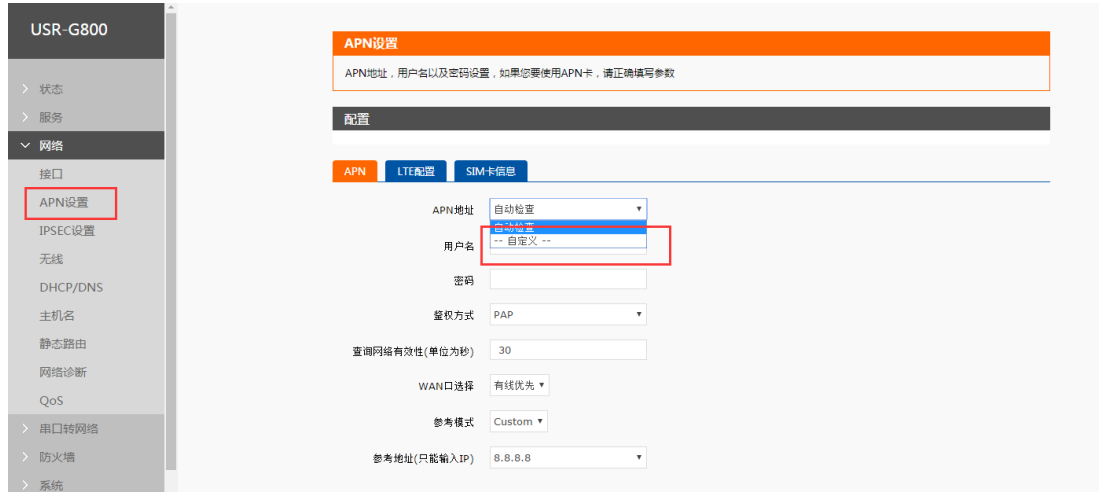 USR-G800
状态
服务
网络
接口
APN设置
IPSEC设置
无线
DHCP/DNS
主机名
静态路由
网络诊断
QoS
串口转网络
防火墙
系统
APN设置
APN地址，用户名以及密码设置，如果您要使用APN卡，请正确填写参数
配置
APN LTE配置 SIM卡信息
APN地址 自动检查
自动检查
-- 自定义 --
用户名
密码
鉴权方式 PAP
查询网络有效性(单位为秒) 30
WAN口选择 有线优先
参考模式 Custom
参考地址(只能输入IP) 8.8.8.8